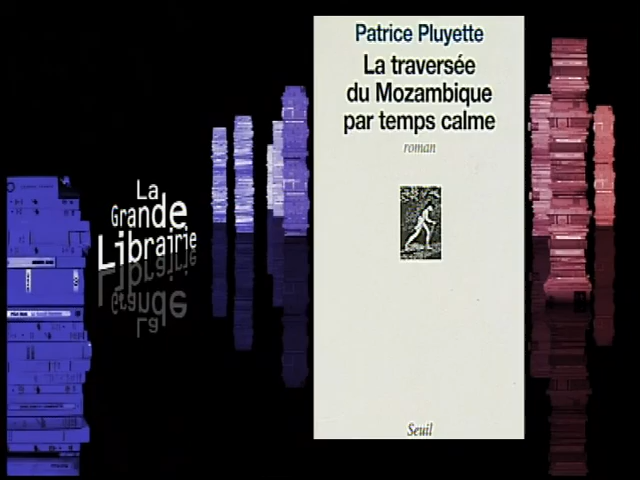 Patrice Pluyette
La traversée
du Mozambique
par temps calme
roman
La
Grande
Librairie
Seuil